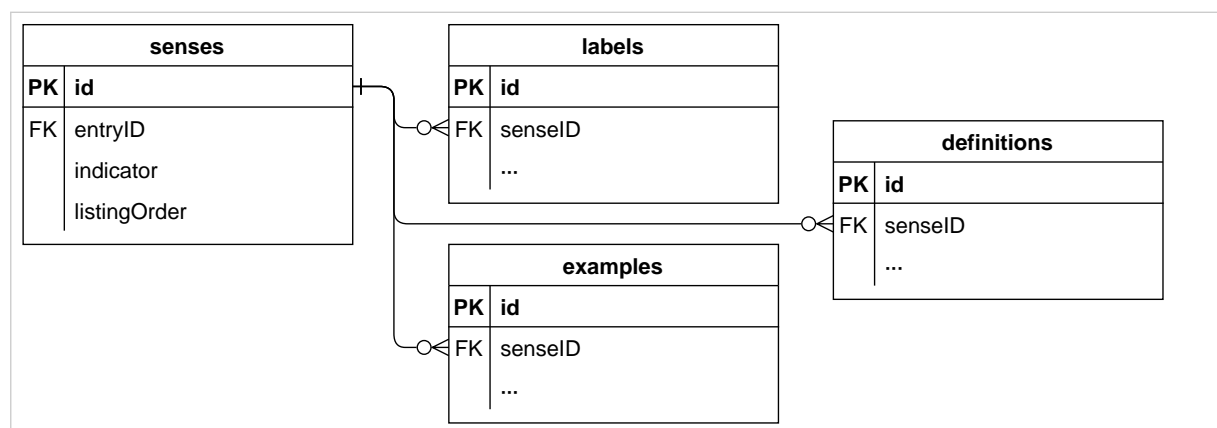 senses
PK id
FK entryID
indicator
listingOrder
labels
PK id
FK senseID
...
definitions
PK id
FK senseID
...
examples
PK id
FK senseID
...